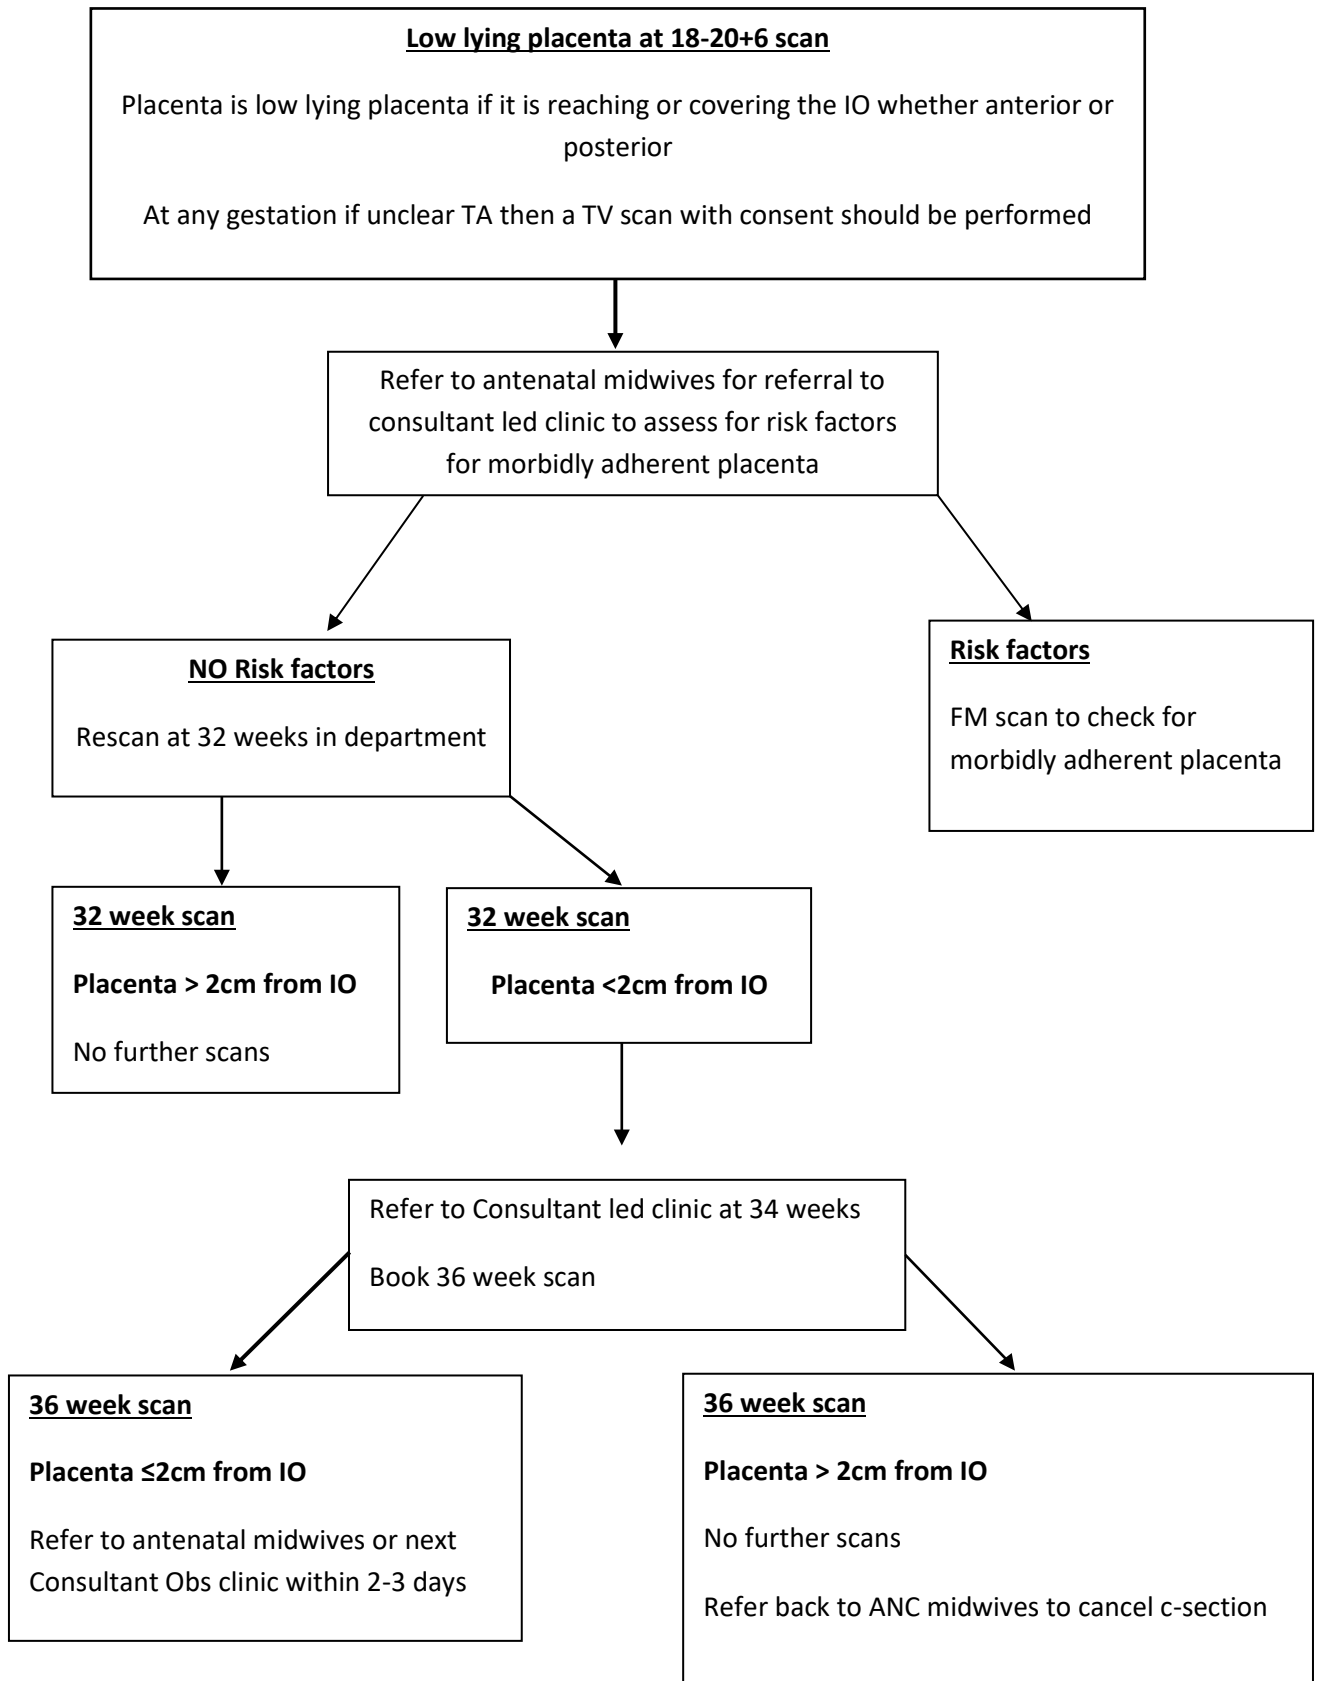 Low lying placenta at 18-20+6 scan
Placenta is low lying placenta if it is reaching or covering the IO whether anterior or
posterior
At any gestation if unclear TA then a TV scan with consent should be performed
Refer to antenatal midwives for referral to
consultant led clinic to assess for risk factors
for morbidly adherent placenta
NO Risk factors
Rescan at 32 weeks in department
Risk factors
FM scan to check for
morbidly adherent placenta
32 week scan
Placenta > 2cm from IO
No further scans
32 week scan
Placenta <2cm from IO
Refer to Consultant led clinic at 34 weeks
Book 36 week scan
36 week scan
Placenta ≤2cm from IO
Refer to antenatal midwives or next
Consultant Obs clinic within 2-3 days
36 week scan
Placenta > 2cm from IO
No further scans
Refer back to ANC midwives to cancel c-section